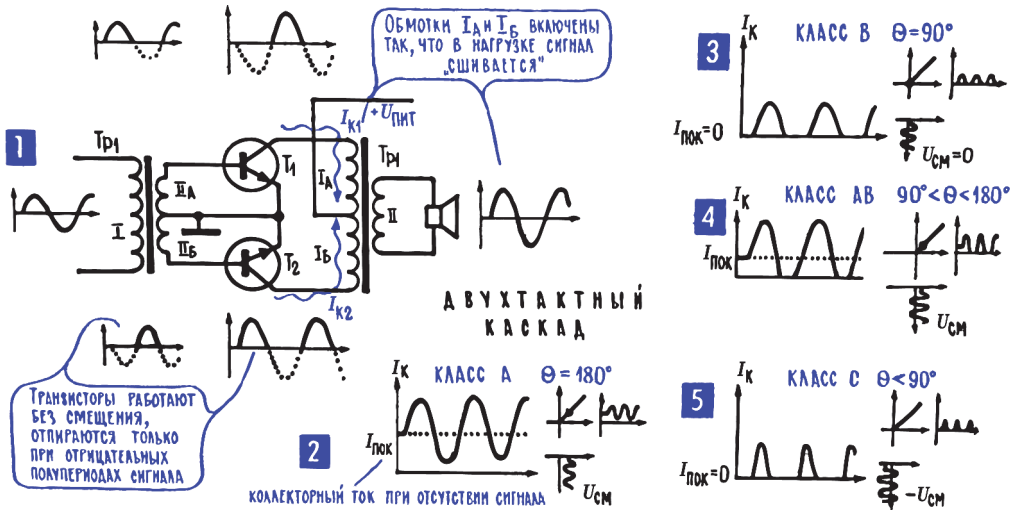 Обмотки IА и IБ включены
так, что в нагрузке сигнал
„сшивается"
1
Тр1
I
IIА
IIБ
Т1
Т2
IК1
+UПИТ
IА
IБ
IК2
Тр1
II
ДВУХТАКТНЫЙ
КАСКАД
Транзисторы работают
без смещения,
отпираются только
при отрицательных
полупериодах сигнала
2
IК
КЛАСС А Θ=180°
IПОК
UСМ
коллекторный ток при отсутствии сигнала
3
IК
КЛАСС В Θ=90°
IПОК=0
UСМ=0
4
IК
КЛАСС АВ 90°<Θ<180°
IПОК
UСМ
5
IК
КЛАСС С Θ<90°
IПОК=0
-UСМ